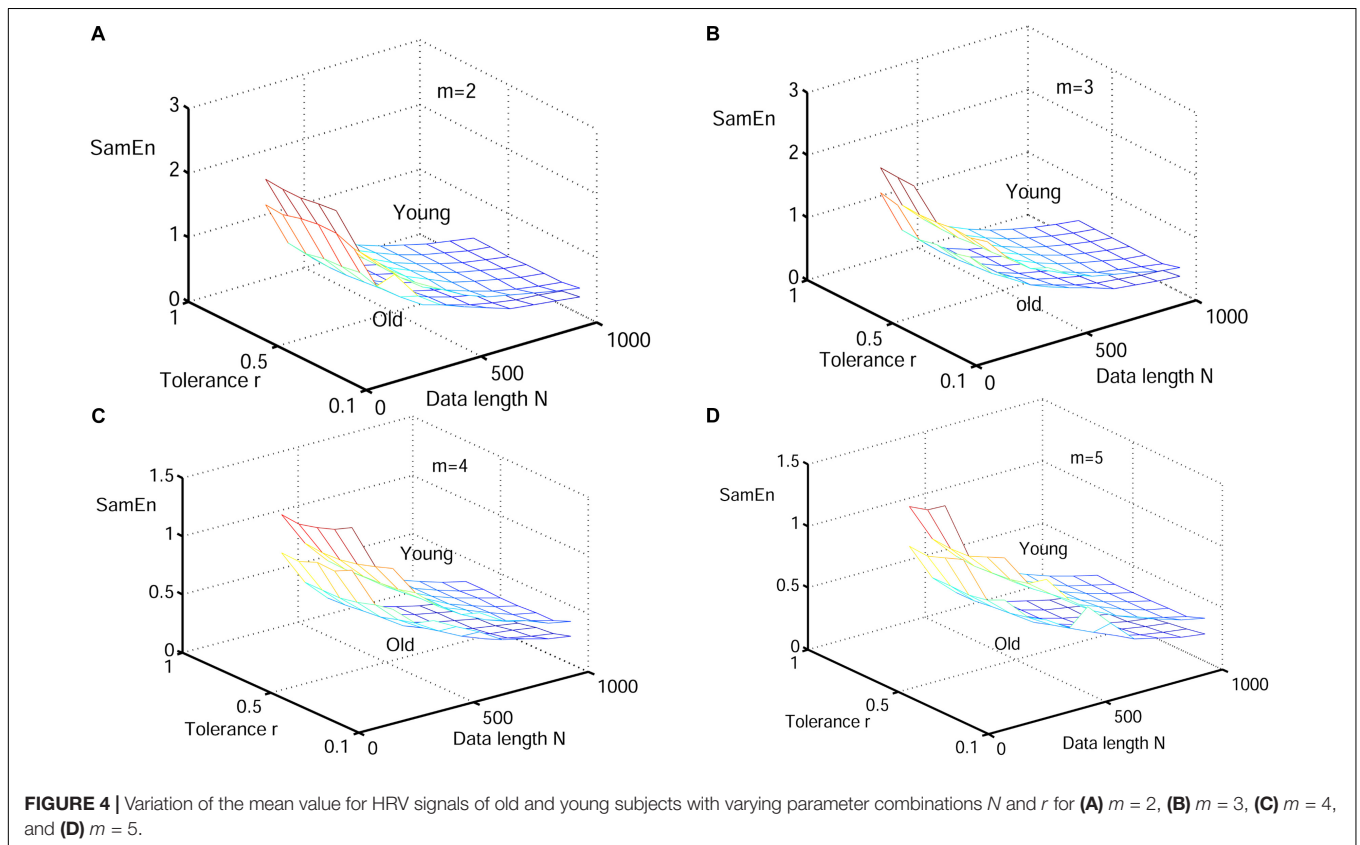 A
m=2
3
SamEn
2
Young
1
0
1
Old
0.5
1000
Tolerance r
500
0.1
0
Data length N
B
m=3
3
SamEn
2
Young
1
0
1
old
0.5
1000
Tolerance r
500
0.1
0
Data length N
C
m=4
1.5
SamEn
1
Young
0.5
Old
0
1
0.5
1000
Tolerance r
500
0.1
0
Data length N
D
m=5
1.5
SamEn
1
Young
0.5
Old
0
1
0.5
1000
Tolerance r
500
0.1
0
Data length N
FIGURE 4 | Variation of the mean value for HRV signals of old and young subjects with varying parameter combinations N and r for (A) m = 2, (B) m = 3, (C) m = 4,
and (D) m = 5.